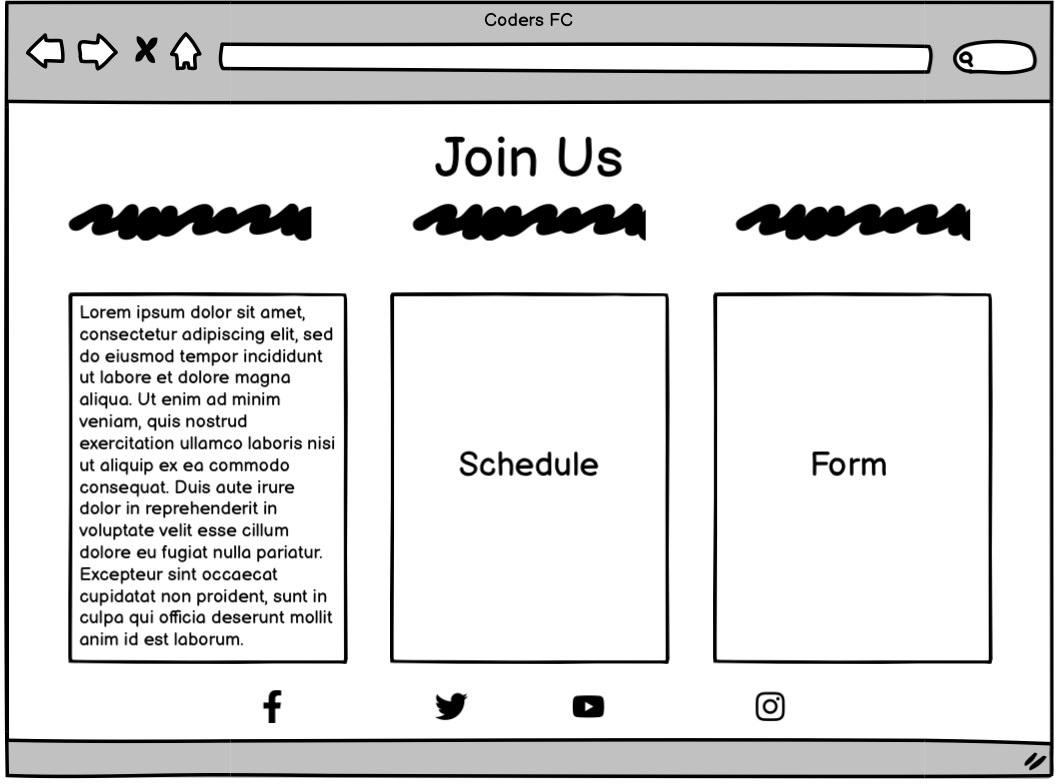 Coders FC
Join Us
Lorem ipsum dolor sit amet,
consectetur adipiscing elit, sed
do eiusmod tempor incididunt
ut labore et dolore magna
aliqua. Ut enim ad minim
veniam, quis nostrud
exercitation ullamco laboris nisi
ut aliquip ex ea commodo
consequat. Duis aute irure
dolor in reprehenderit in
voluptate velit esse cillum
dolore eu fugiat nulla pariatur.
Excepteur sint occaecat
cupidatat non proident, sunt in
culpa qui officia deserunt mollit
anim id est laborum.
Schedule
Form